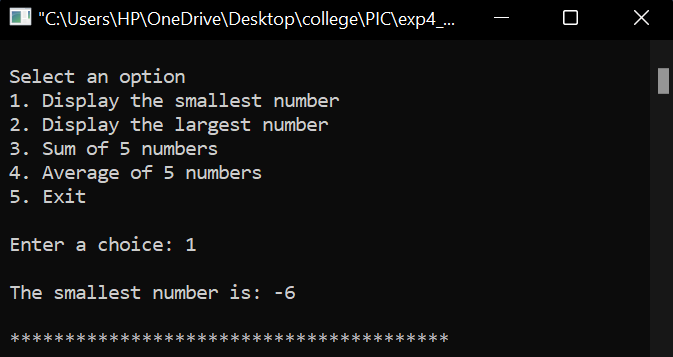 "C:\Users\HP\OneDrive\Desktop\college\PIC\exp4_...
Select an option
1. Display the smallest number
2. Display the largest number
3. Sum of 5 numbers
4. Average of 5 numbers
5. Exit
Enter a choice: 1
The smallest number is: -6
****************************************